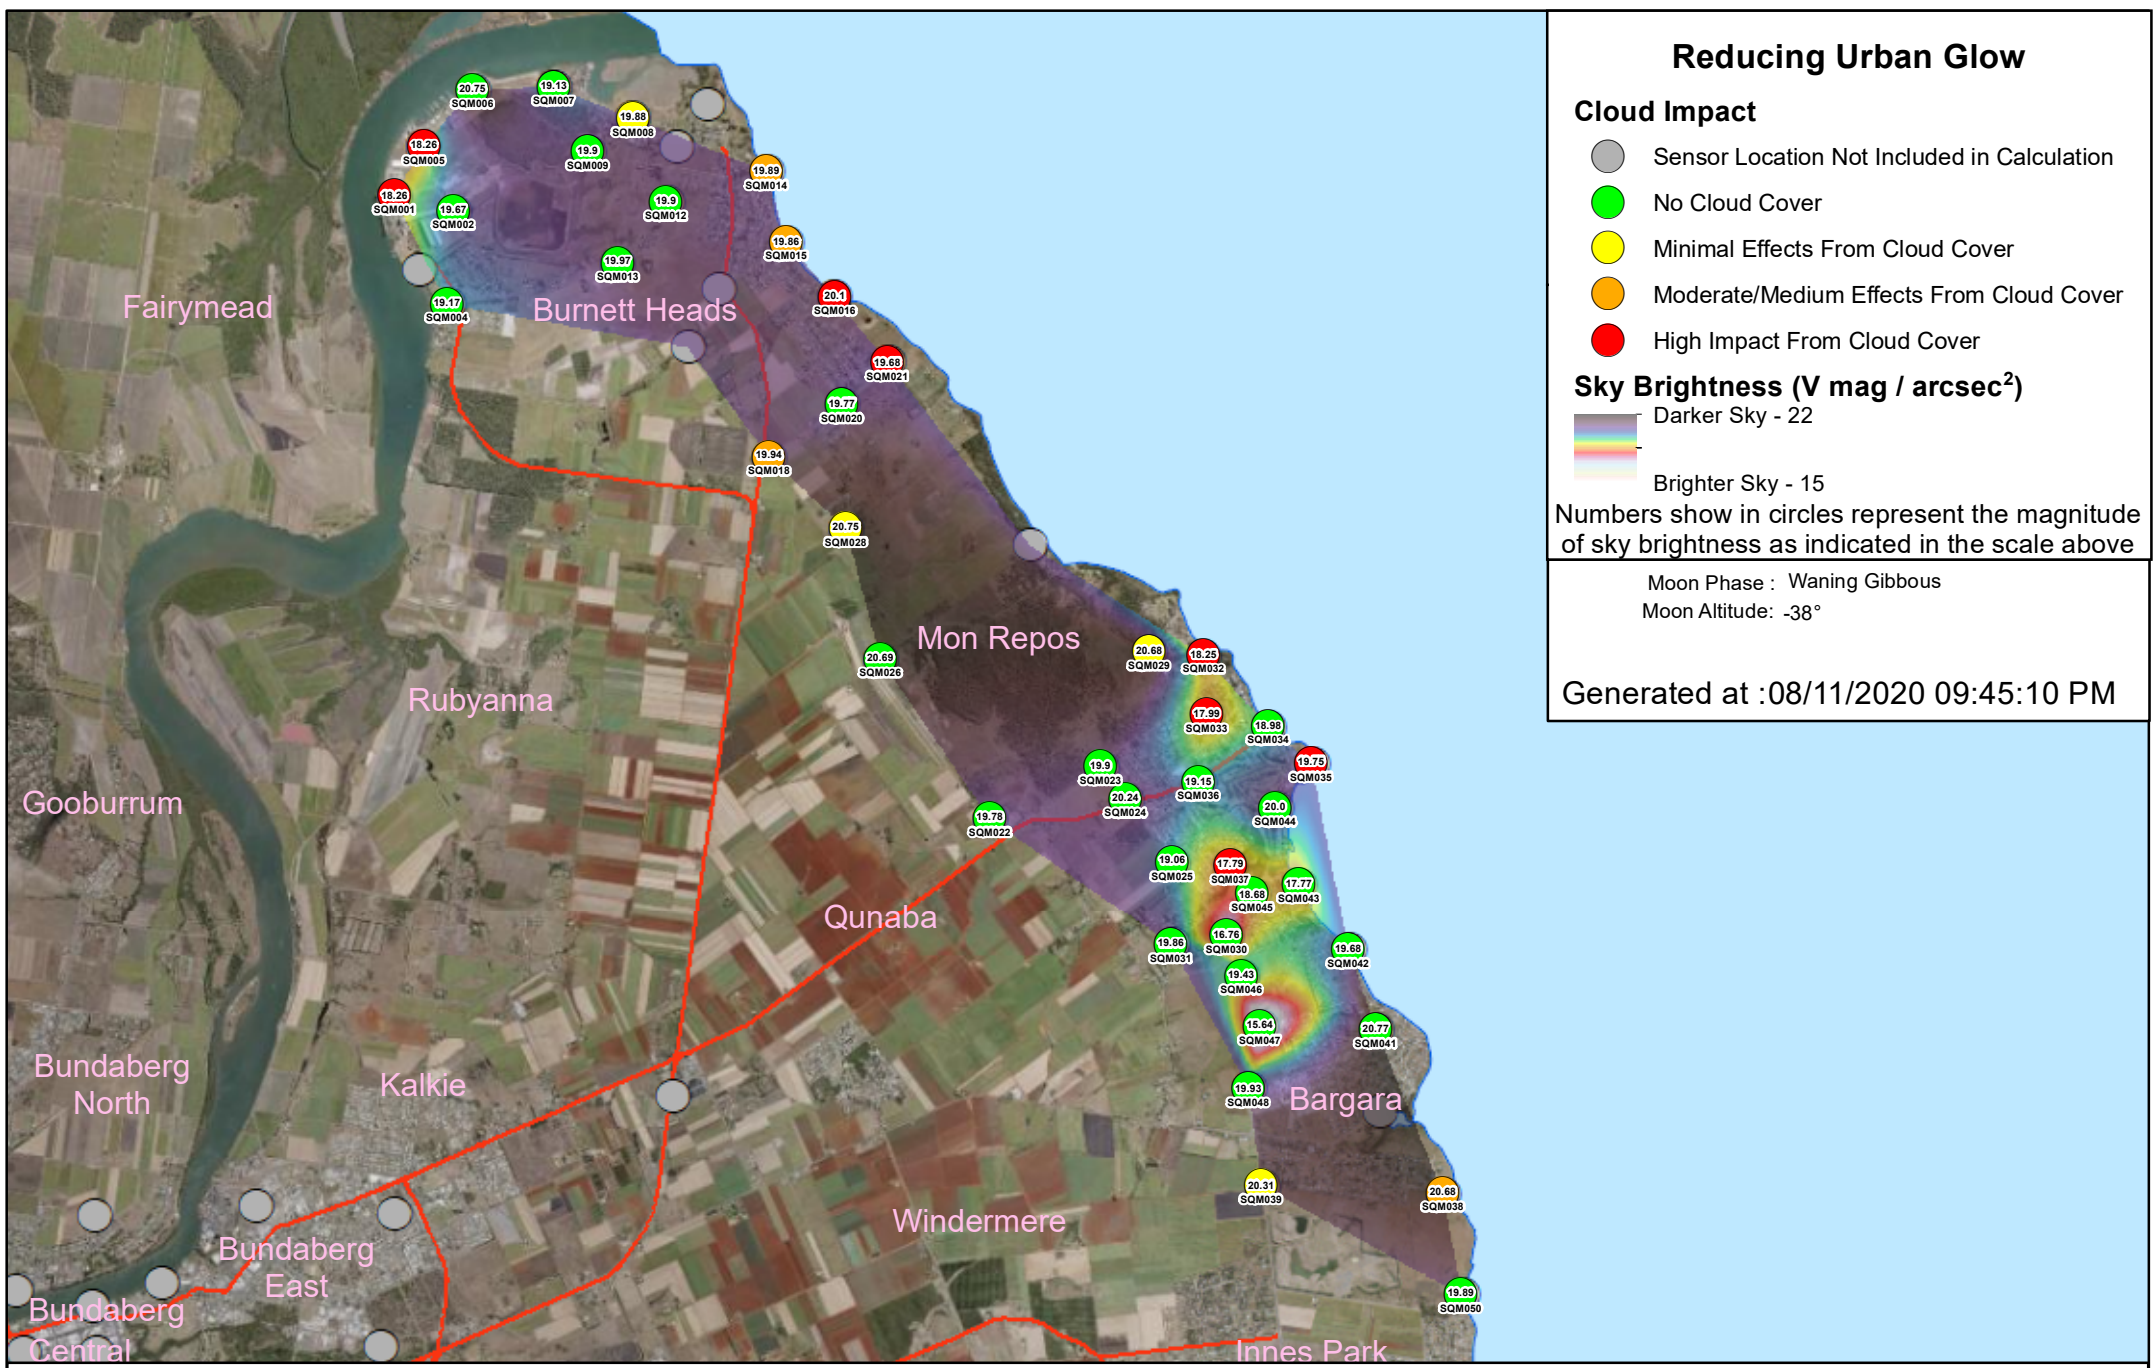 Reducing Urban Glow
Cloud Impact
Sensor Location Not Included in Calculation
No Cloud Cover
Minimal Effects From Cloud Cover
Moderate/Medium Effects From Cloud Cover
High Impact From Cloud Cover
Sky Brightness (V mag / arcsec²)
Darker Sky - 22
Brighter Sky - 15
Numbers show in circles represent the magnitude
of sky brightness as indicated in the scale above
Moon Phase : Waning Gibbous
Moon Altitude: -38°
Generated at :08/11/2020 09:45:10 PM
20.75
SQM006
19.13
SQM007
19.88
SQM008
18.26
SQM005
19.9
SQM009
19.89
SQM014
18.26
SQM001
19.67
SQM002
19.9
SQM012
19.86
SQM015
19.97
SQM013
19.17
SQM004
20.1
SQM016
Fairymead
Burnett Heads
19.68
SQM021
19.77
SQM020
19.94
SQM018
20.75
SQM028
Mon Repos
20.69
SQM026
20.68
SQM029
18.25
SQM032
Rubyanna
17.99
SQM033
18.98
SQM034
19.75
SQM035
19.9
SQM023
19.15
SQM036
20.24
SQM024
20.0
SQM044
Gooburrum
19.78
SQM022
19.06
SQM025
17.79
SQM037
18.68
SQM045
17.77
SQM043
Qunaba
16.76
SQM030
19.86
SQM031
19.68
SQM042
19.43
SQM046
15.64
SQM047
20.77
SQM041
Bundaberg
North
Kalkie
19.93
SQM048
Bargara
20.31
SQM039
20.68
SQM038
Windermere
Bundaberg
East
19.89
SQM050
Bundaberg
Central
Innes Park